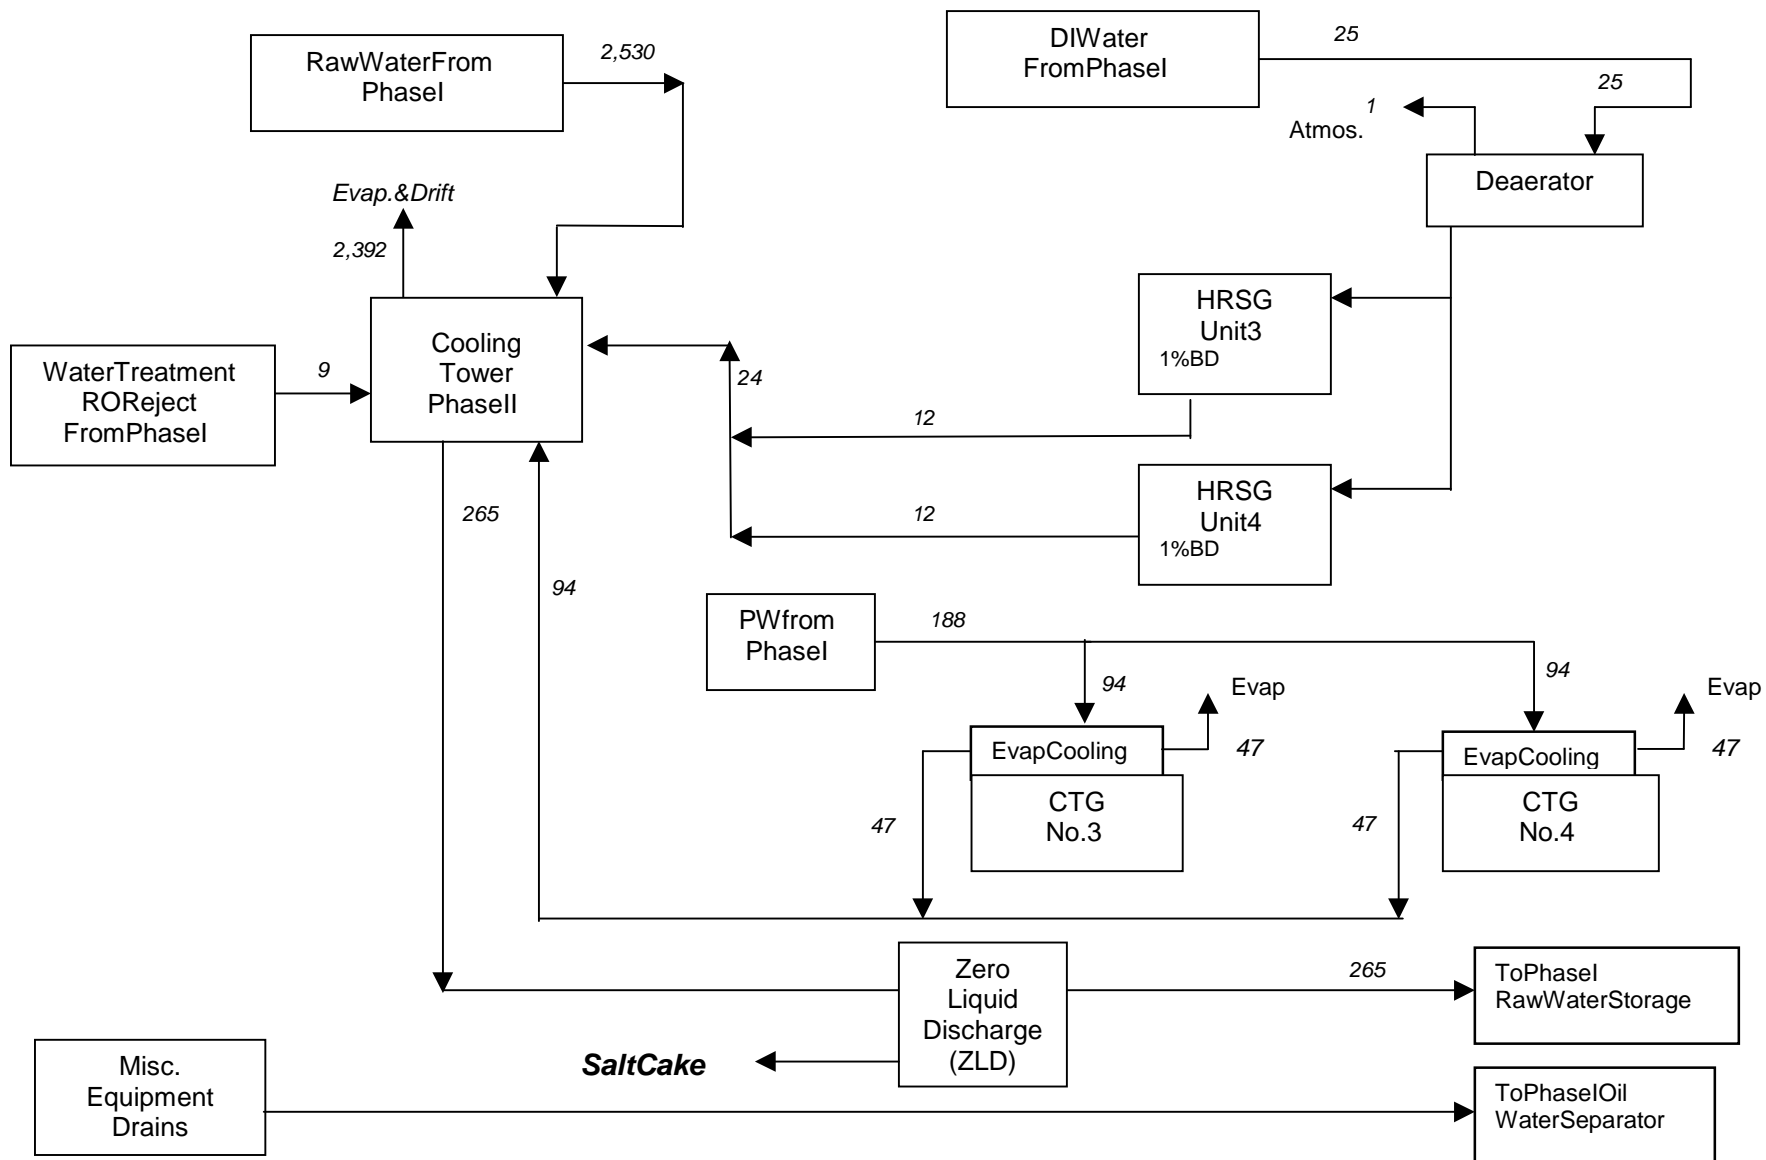 RawWaterFrom
PhaseI
2,530
DIWater
FromPhaseI
25
25
1
Atmos.
Deaerator
Evap.&Drift
2,392
Cooling
Tower
PhaseII
WaterTreatment
ROReject
FromPhaseI
9
24
HRSG
Unit3
1%BD
12
HRSG
Unit4
1%BD
12
265
94
PWfrom
PhaseI
188
94
Evap
47
EvapCooling
CTG
No.3
47
94
Evap
47
EvapCooling
CTG
No.4
47
Zero
Liquid
Discharge
(ZLD)
265
ToPhaseI
RawWaterStorage
SaltCake
Misc.
Equipment
Drains
ToPhaseIOil
WaterSeparator